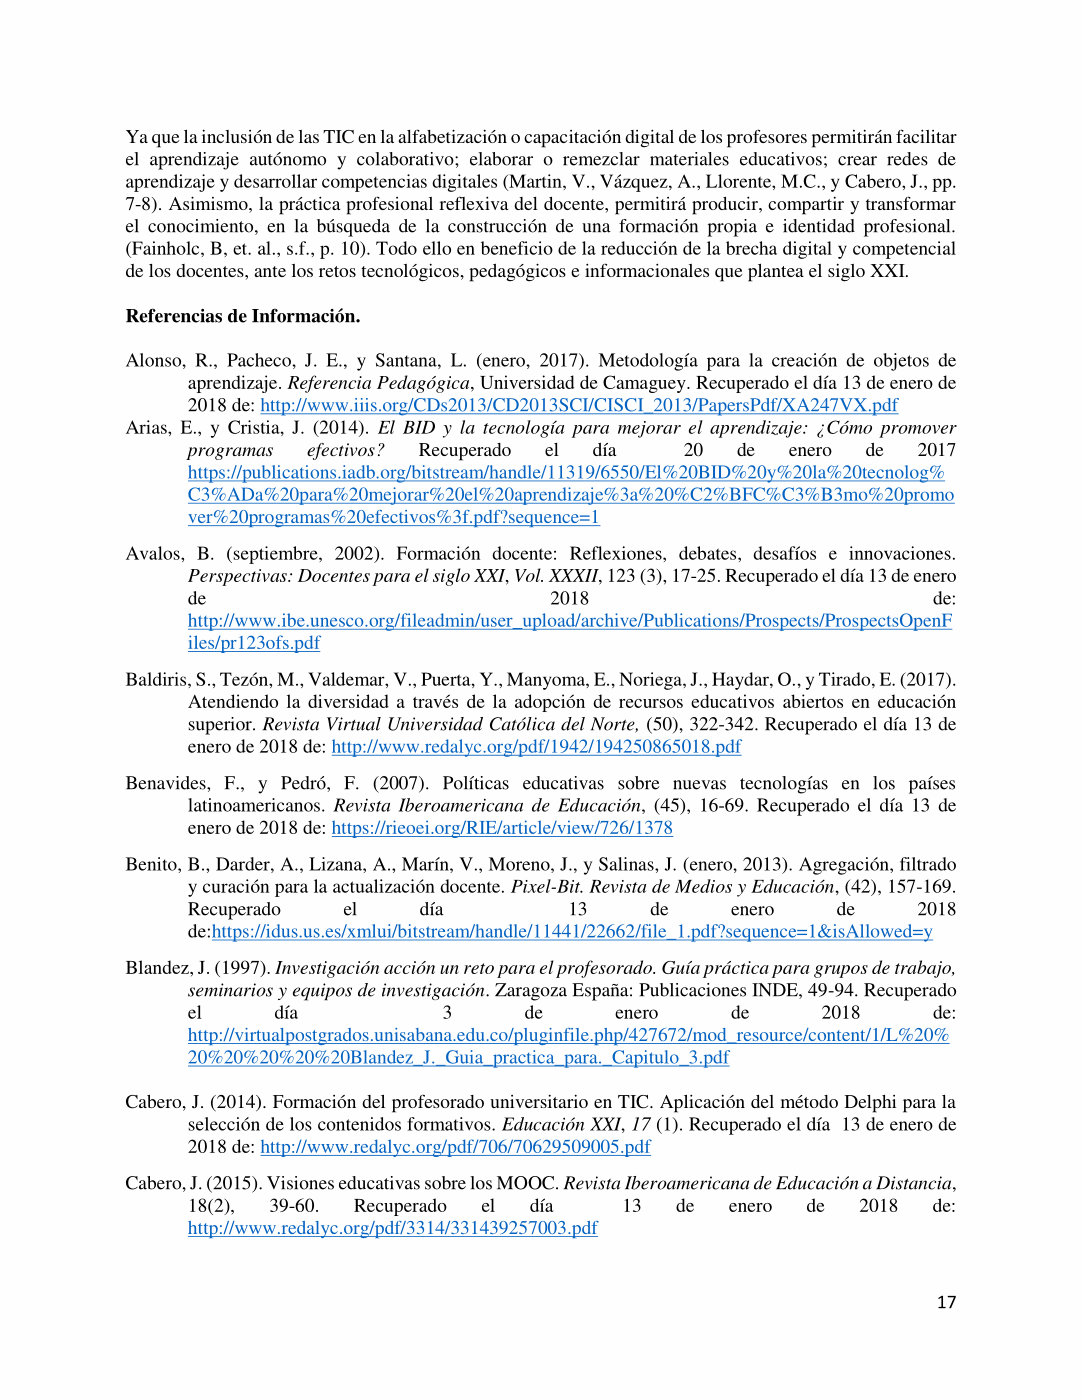 Ya que la inclusión de las TIC en la alfabetización o capacitación digital de los profesores permitirán facilitar
el aprendizaje autónomo y colaborativo; elaborar o remezclar materiales educativos; crear redes de
aprendizaje y desarrollar competencias digitales (Martin, V., Vázquez, A., Llorente, M.C., y Cabero, J., pp.
7-8). Asimismo, la práctica profesional reflexiva del docente, permitirá producir, compartir y transformar
el conocimiento, en la búsqueda de la construcción de una formación propia e identidad profesional.
(Fainholc, B, et. al., s.f., p. 10). Todo ello en beneficio de la reducción de la brecha digital y competencial
de los docentes, ante los retos tecnológicos, pedagógicos e informacionales que plantea el siglo XXI.
Referencias de Información.
Alonso, R., Pacheco, J. E., y Santana, L. (enero, 2017). Metodología para la creación de objetos de
aprendizaje. Referencia Pedagógica, Universidad de Camaguey. Recuperado el día 13 de enero de
2018 de: http://www.iiis.org/CDs2013/CD2013SCI/CISCI_2013/PapersPdf/XA247VX.pdf
Arias, E., y Cristia, J. (2014). El BID y la tecnología para mejorar el aprendizaje: ¿Cómo promover
programas efectivos? Recuperado el día 20 de enero de 2017
https://publications.iadb.org/bitstream/handle/11319/6550/El%20BID%20y%20la%20tecnolog%
C3%ADa%20para%20mejorar%20el%20aprendizaje%3a%20%C2%BFC%C3%B3mo%20promo
ver%20programas%20efectivos%3f.pdf?sequence=1
Avalos, B. (septiembre, 2002). Formación docente: Reflexiones, debates, desafíos e innovaciones.
Perspectivas: Docentes para el siglo XXI, Vol. XXXII, 123 (3), 17-25. Recuperado el día 13 de enero
de 2018 de:
http://www.ibe.unesco.org/fileadmin/user_upload/archive/Publications/Prospects/ProspectsOpenF
iles/pr123ofs.pdf
Baldiris, S., Tezón, M., Valdemar, V., Puerta, Y., Manyoma, E., Noriega, J., Haydar, O., y Tirado, E. (2017).
Atendiendo la diversidad a través de la adopción de recursos educativos abiertos en educación
superior. Revista Virtual Universidad Católica del Norte, (50), 322-342. Recuperado el día 13 de
enero de 2018 de: http://www.redalyc.org/pdf/1942/194250865018.pdf
Benavides, F., y Pedró, F. (2007). Políticas educativas sobre nuevas tecnologías en los países
latinoamericanos. Revista Iberoamericana de Educación, (45), 16-69. Recuperado el día 13 de
enero de 2018 de: https://rieoei.org/RIE/article/view/726/1378
Benito, B., Darder, A., Lizana, A., Marín, V., Moreno, J., y Salinas, J. (enero, 2013). Agregación, filtrado
y curación para la actualización docente. Pixel-Bit. Revista de Medios y Educación, (42), 157-169.
Recuperado el día 13 de enero de 2018
de:https://idus.us.es/xmlui/bitstream/handle/11441/22662/file_1.pdf?sequence=1&isAllowed=y
Blandez, J. (1997). Investigación acción un reto para el profesorado. Guía práctica para grupos de trabajo,
seminarios y equipos de investigación. Zaragoza España: Publicaciones INDE, 49-94. Recuperado
el día 3 de enero de 2018 de:
http://virtualpostgrados.unisabana.edu.co/pluginfile.php/427672/mod_resource/content/1/L%20%
20%20%20%20%20Blandez_J._Guia_practica_para._Capitulo_3.pdf
Cabero, J. (2014). Formación del profesorado universitario en TIC. Aplicación del método Delphi para la
selección de los contenidos formativos. Educación XXI, 17 (1). Recuperado el día 13 de enero de
2018 de: http://www.redalyc.org/pdf/706/70629509005.pdf
Cabero, J. (2015). Visiones educativas sobre los MOOC. Revista Iberoamericana de Educación a Distancia,
18(2), 39-60. Recuperado el día 13 de enero de 2018 de:
http://www.redalyc.org/pdf/3314/331439257003.pdf
17